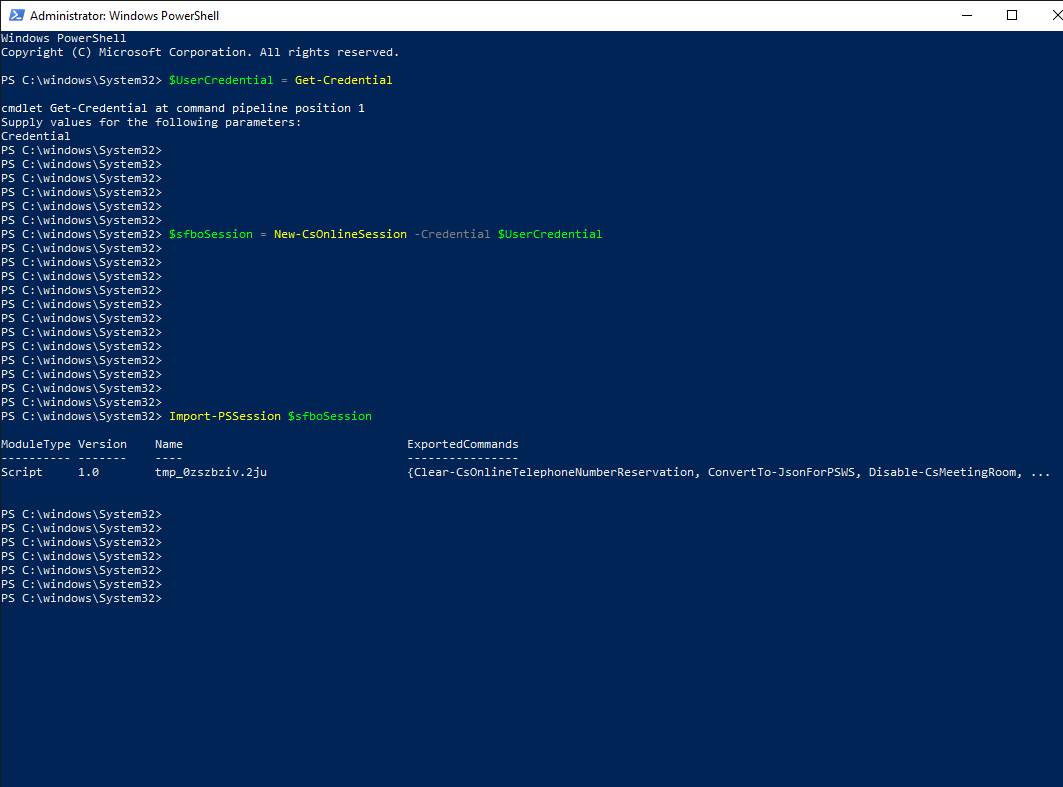 Administrator: Windows PowerShell
Windows PowerShell
Copyright (C) Microsoft Corporation. All rights reserved.
PS C:\windows\System32> $UserCredential = Get-Credential
cmdlet Get-Credential at command pipeline position 1
Supply values for the following parameters:
Credential
PS C:\windows\System32>
PS C:\windows\System32>
PS C:\windows\System32>
PS C:\windows\System32>
PS C:\windows\System32>
PS C:\windows\System32>
PS C:\windows\System32> $sfboSession = New-CsOnlineSession -Credential $UserCredential
PS C:\windows\System32>
PS C:\windows\System32>
PS C:\windows\System32>
PS C:\windows\System32>
PS C:\windows\System32>
PS C:\windows\System32>
PS C:\windows\System32>
PS C:\windows\System32>
PS C:\windows\System32>
PS C:\windows\System32>
PS C:\windows\System32>
PS C:\windows\System32>
PS C:\windows\System32> Import-PSSession $sfboSession
ModuleType Version    Name                                ExportedCommands
---------- -------    ----                                ----------------
Script     1.0        tmp_0zszbziv.2ju                    {Clear-CsOnlineTelephoneNumberReservation, ConvertTo-JsonForPSWS, Disable-CsMeetingRoom, ...
PS C:\windows\System32>
PS C:\windows\System32>
PS C:\windows\System32>
PS C:\windows\System32>
PS C:\windows\System32>
PS C:\windows\System32>
PS C:\windows\System32>